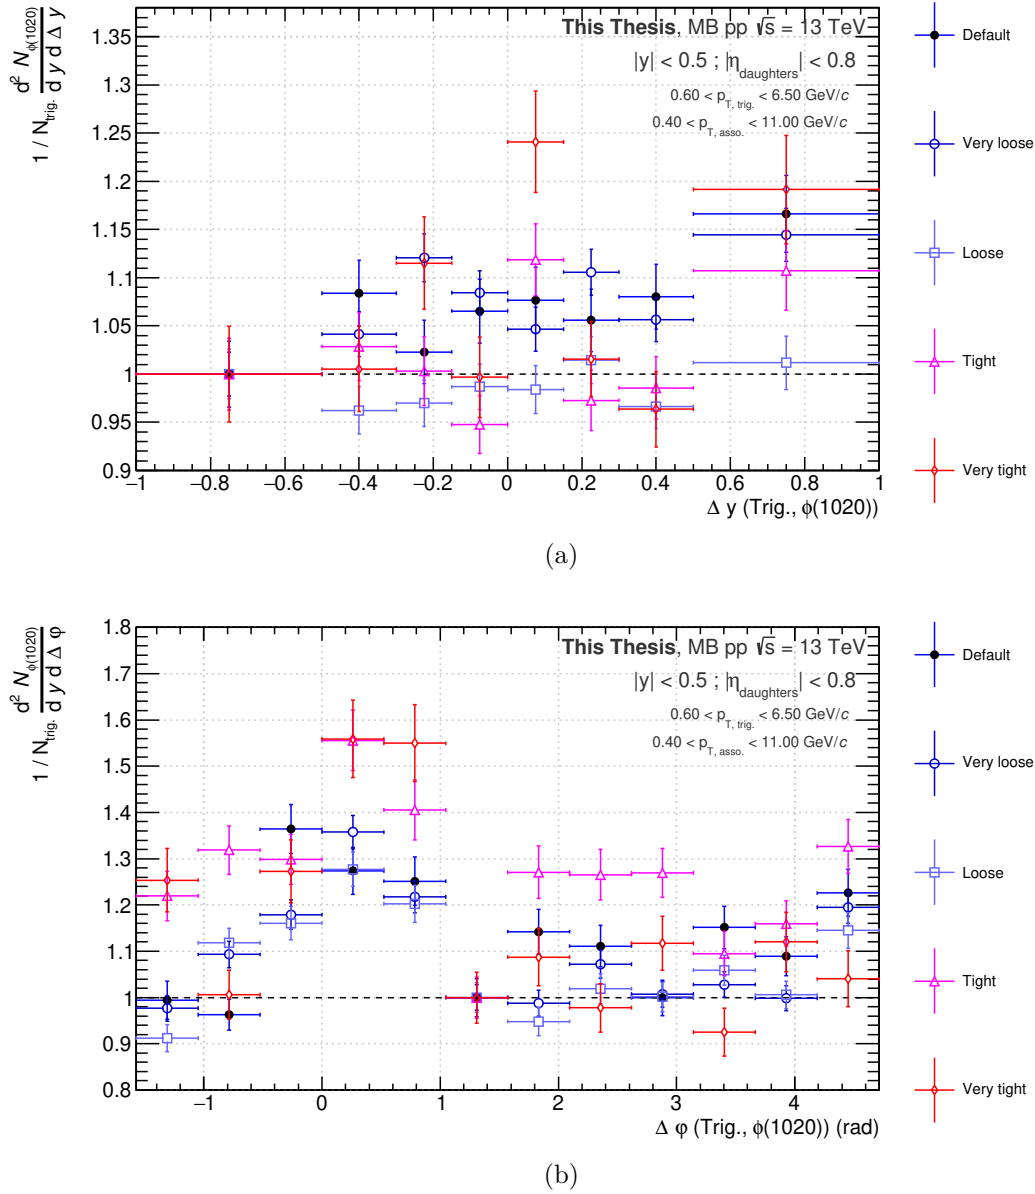 This Thesis, MB pp √s = 13 TeV
|y| < 0.5 ; |η_daughters| < 0.8
0.60 < p_T, trig. < 6.50 GeV/c
0.40 < p_T, asso. < 11.00 GeV/c
1 / N_trig. d² N_ϕ(1020) / d y d Δ y
1.35
1.3
1.25
1.2
1.15
1.1
1.05
1
0.95
0.9
−1 −0.8 −0.6 −0.4 −0.2 0 0.2 0.4 0.6 0.8 1
Δ y (Trig., ϕ(1020))
Default
Very loose
Loose
Tight
Very tight
(a)
This Thesis, MB pp √s = 13 TeV
|y| < 0.5 ; |η_daughters| < 0.8
0.60 < p_T, trig. < 6.50 GeV/c
0.40 < p_T, asso. < 11.00 GeV/c
1 / N_trig. d² N_ϕ(1020) / d y d Δ φ
1.8
1.7
1.6
1.5
1.4
1.3
1.2
1.1
1
0.9
0.8
−1 0 1 2 3 4
Δ φ (Trig., ϕ(1020)) (rad)
Default
Very loose
Loose
Tight
Very tight
(b)